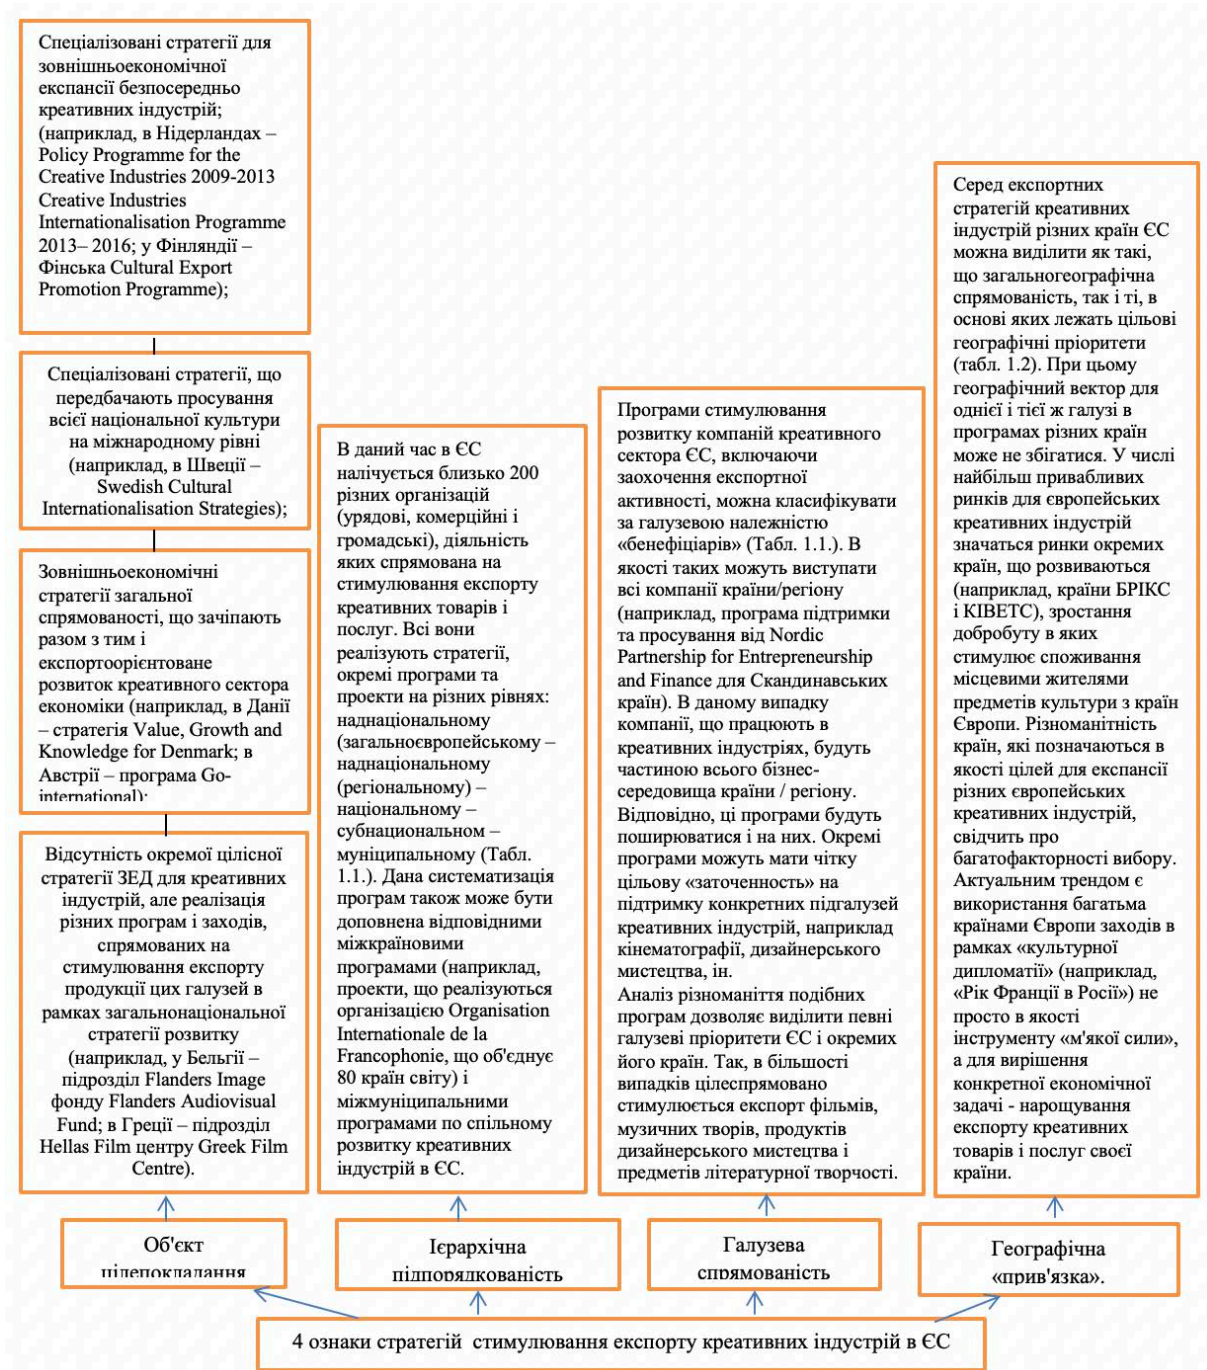 Спеціалізовані стратегії для
зовнішньоекономічної
експансії безпосередньо
креативних індустрій;
(наприклад, в Нідерландах –
Policy Programme for the
Creative Industries 2009-2013
Creative Industries
Internationalisation Programme
2013– 2016; у Фінляндії –
Фінська Cultural Export
Promotion Programme);
Спеціалізовані стратегії, що
передбачають просування
всієї національної культури
на міжнародному рівні
(наприклад, в Швеції –
Swedish Cultural
Internationalisation Strategies);
Зовнішньоекономічні
стратегії загальної
спрямованості, що зачіпають
разом з тим і
експортоорієнтоване
розвиток креативного сектора
економіки (наприклад, в Данії
– стратегія Value, Growth and
Knowledge for Denmark; в
Австрії – програма Go-
international);
Відсутність окремої цілісної
стратегії ЗЕД для креативних
індустрій, але реалізація
різних програм і заходів,
спрямованих на
стимулювання експорту
продукції цих галузей в
рамках загальнонаціональної
стратегії розвитку
(наприклад, у Бельгії –
підрозділ Flanders Image
фонду Flanders Audiovisual
Fund; в Греції – підрозділ
Hellas Film центру Greek Film
Centre).
В даний час в ЄС
налічується близько 200
різних організацій
(урядові, комерційні і
громадські), діяльність
яких спрямована на
стимулювання експорту
креативних товарів і
послуг. Всі вони
реалізують стратегії,
окремі програми та
проекти на різних рівнях:
наднаціональному
(загальноєвропейському –
наднаціональному
(регіональному) –
національному –
субнациональном –
муніципальному (Табл.
1.1.). Дана систематизація
програм також може бути
доповнена відповідними
міжкраїновими
програмами (наприклад,
проекти, що реалізуються
організацією Organisation
Internationale de la
Francophonie, що об'єднує
80 країн світу) і
міжмуніципальними
програмами по спільному
розвитку креативних
індустрій в ЄС.
Програми стимулювання
розвитку компаній креативного
сектора ЄС, включаючи
заохочення експортної
активності, можна класифікувати
за галузевою належністю
«бенефіціарів» (Табл. 1.1.). В
якості таких можуть виступати
всі компанії країни/регіону
(наприклад, програма підтримки
та просування від Nordic
Partnership for Entrepreneurship
and Finance для Скандинавських
країн). В даному випадку
компанії, що працюють в
креативних індустріях, будуть
частиною всього бізнес-
середовища країни / регіону.
Відповідно, ці програми будуть
поширюватися і на них. Окремі
програми можуть мати чітку
цільову «заточенность» на
підтримку конкретних підгалузей
креативних індустрій, наприклад
кінематографії, дизайнерського
мистецтва, ін.
Аналіз різноманіття подібних
програм дозволяє виділити певні
галузеві пріоритети ЄС і окремих
його країн. Так, в більшості
випадків цілеспрямовано
стимулюється експорт фільмів,
музичних творів, продуктів
дизайнерського мистецтва і
предметів літературної творчості.
Серед експортних
стратегій креативних
індустрій різних країн ЄС
можна виділити як такі,
що загальногеографічна
спрямованість, так і ті, в
основі яких лежать цільові
географічні пріоритети
(табл. 1.2). При цьому
географічний вектор для
однієї і тієї ж галузі в
програмах різних країн
може не збігатися. У числі
найбільш привабливих
ринків для європейських
креативних індустрій
значаться ринки окремих
країн, що розвиваються
(наприклад, країни БРІКС
і КІВЕТС), зростання
добробуту в яких
стимулює споживання
місцевими жителями
предметів культури з країн
Європи. Різноманітність
країн, які позначаються в
якості цілей для експансії
різних європейських
креативних індустрій,
свідчить про
багатофакторності вибору.
Актуальним трендом є
використання багатьма
країнами Європи заходів в
рамках «культурної
дипломатії» (наприклад,
«Рік Франції в Росії») не
просто в якості
інструменту «м'якої сили»,
а для вирішення
конкретної економічної
задачі - нарощування
експорту креативних
товарів і послуг своєї
країни.
Об'єкт
цілепокладання
Ієрархічна
підпорядкованість
Галузева
спрямованість
Географічна
«прив'язка».
4 ознаки стратегій стимулювання експорту креативних індустрій в ЄС